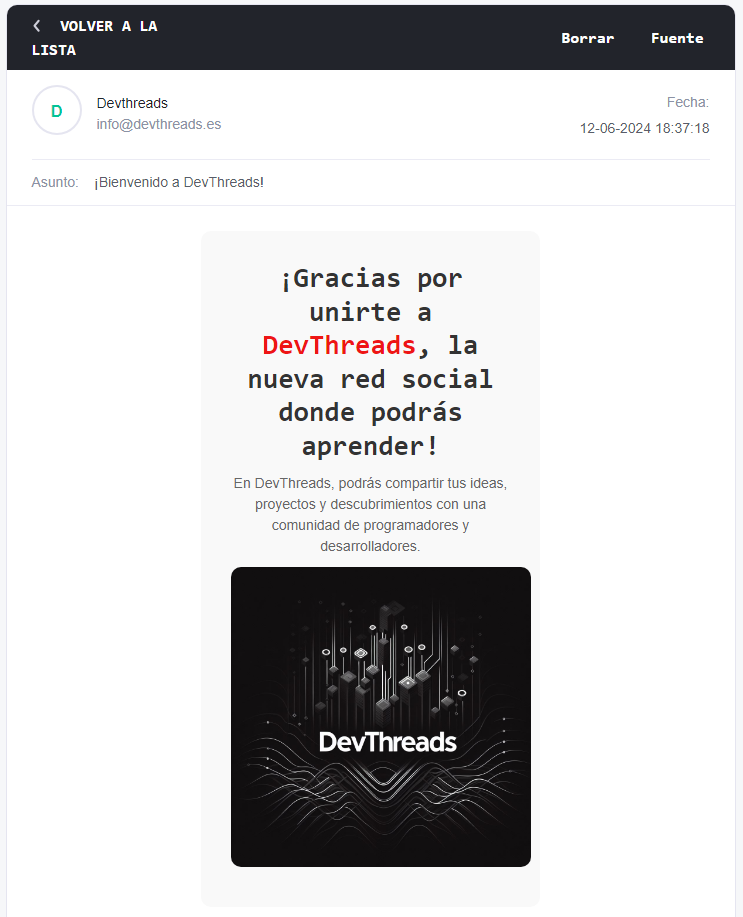 VOLVER A LA
LISTA
Borrar
Fuente
D
Devthreads
info@devthreads.es
Fecha:
12-06-2024 18:37:18
Asunto: ¡Bienvenido a DevThreads!
¡Gracias por
unirte a
DevThreads, la
nueva red social
donde podrás
aprender!
En DevThreads, podrás compartir tus ideas,
proyectos y descubrimientos con una
comunidad de programadores y
desarrolladores.
DevThreads